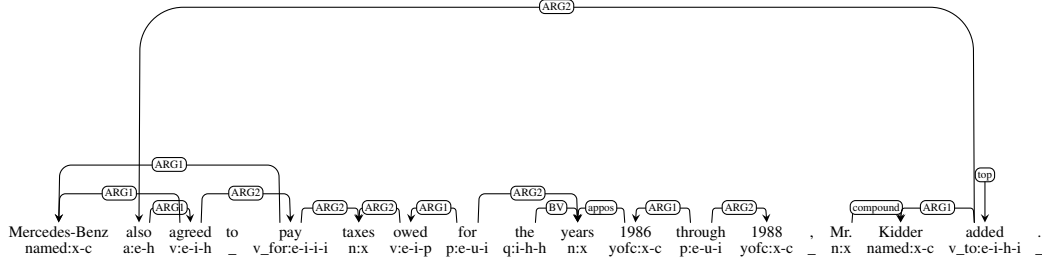 ARG2
ARG1
top
ARG1 ARG1 ARG2 ARG2 ARG2 ARG1 ARG2 BV appos ARG1 ARG2 compound ARG1
Mercedes-Benz also agreed to pay taxes owed for the years 1986 through 1988 , Mr. Kidder added .
named:x-c a:e-h v:e-i-h _ v_for:e-i-i-i n:x v:e-i-p p:e-u-i q:i-h-h n:x yofc:x-c p:e-u-i yofc:x-c _ n:x named:x-c v_to:e-i-h-i _